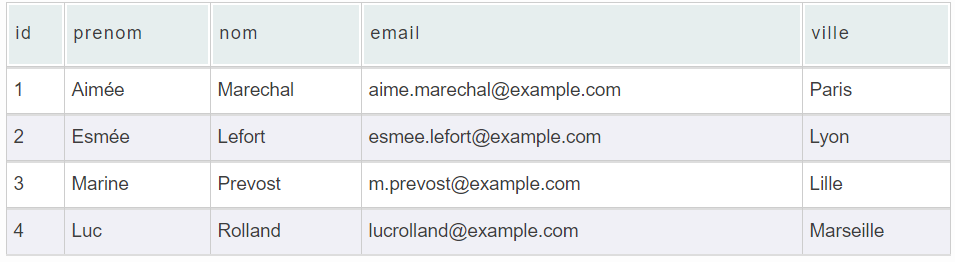 id prenom nom email ville
1 Aimée Marechal aime.marechal@example.com Paris
2 Esmée Lefort esmee.lefort@example.com Lyon
3 Marine Prevost m.prevost@example.com Lille
4 Luc Rolland lucrolland@example.com Marseille